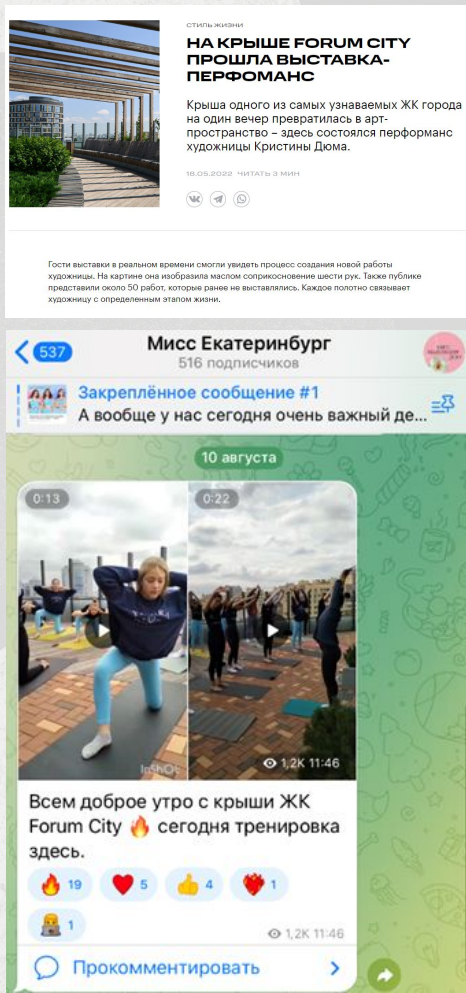 СТИЛЬ ЖИЗНИ
НА КРЫШЕ FORUM CITY
ПРОШЛА ВЫСТАВКА-
ПЕРФОМАНС
Крыша одного из самых узнаваемых ЖК города
на один вечер превратилась в арт-
пространство – здесь состоялся перформанс
художницы Кристины Дюма.
18.05.2022 ЧИТАТЬ 3 МИН
Гости выставки в реальном времени смогли увидеть процесс создания новой работы
художницы. На картине она изобразила маслом соприкосновение шести рук. Также публике
представили около 50 работ, которые ранее не выставлялись. Каждое полотно связывает
художницу с определенным этапом жизни.
537
Мисс Екатеринбург
516 подписчиков
Закреплённое сообщение #1
А вообще у нас сегодня очень важный де...
10 августа
0:13
0:22
InShOt
1,2K 11:46
Всем доброе утро с крыши ЖК
Forum City 🔥 сегодня тренировка
здесь.
🔥 19 ❤️ 5 👍 4 ❤️‍🔥 1
1
1,2K 11:46
Прокомментировать